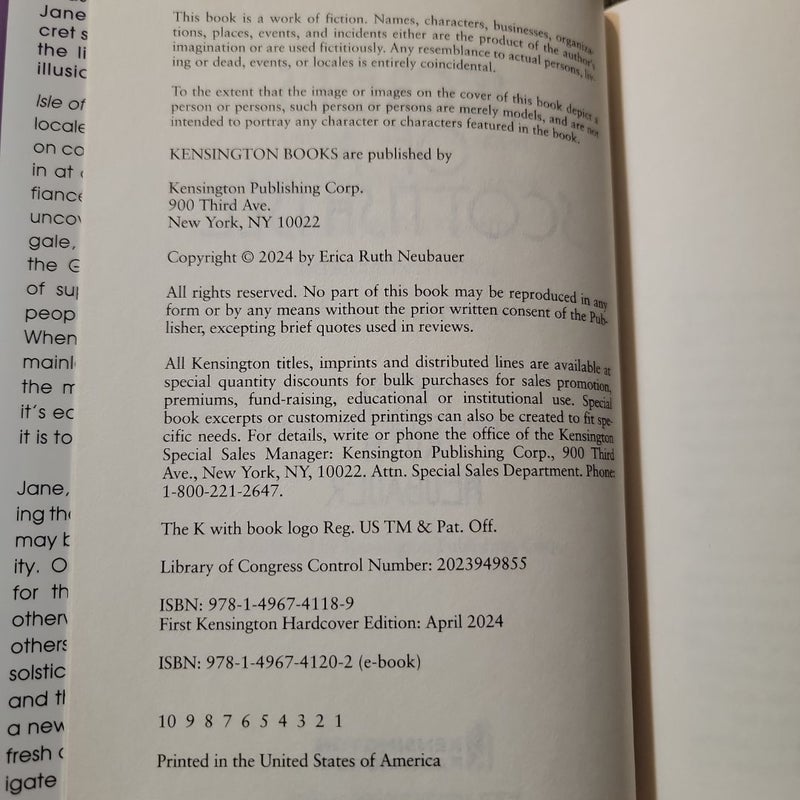 Jane
cret s
the li
illusic
Isle of
locale
on co
in at
fiance
uncov
gale,
the G
of sup
peop
When
mainl
the m
it's ec
it is to
Jane,
ing the
may b
ity. O
for th
otherw
others
solstic
and th
a new
fresh c
igate
This book is a work of fiction. Names, characters, businesses, organiza-
tions, places, events, and incidents either are the product of the author's
imagination or are used fictitiously. Any resemblance to actual persons, liv-
ing or dead, events, or locales is entirely coincidental.
To the extent that the image or images on the cover of this book depict a
person or persons, such person or persons are merely models, and are not
intended to portray any character or characters featured in the book.
KENSINGTON BOOKS are published by
Kensington Publishing Corp.
900 Third Ave.
New York, NY 10022
Copyright © 2024 by Erica Ruth Neubauer
All rights reserved. No part of this book may be reproduced in any
form or by any means without the prior written consent of the Pub-
lisher, excepting brief quotes used in reviews.
All Kensington titles, imprints and distributed lines are available at
special quantity discounts for bulk purchases for sales promotion,
premiums, fund-raising, educational or institutional use. Special
book excerpts or customized printings can also be created to fit spe-
cific needs. For details, write or phone the office of the Kensington
Special Sales Manager: Kensington Publishing Corp., 900 Third
Ave., New York, NY, 10022. Attn. Special Sales Department. Phone:
1-800-221-2647.
The K with book logo Reg. US TM & Pat. Off.
Library of Congress Control Number: 2023949855
ISBN: 978-1-4967-4118-9
First Kensington Hardcover Edition: April 2024
ISBN: 978-1-4967-4120-2 (e-book)
10 9 8 7 6 5 4 3 2 1
Printed in the United States of America